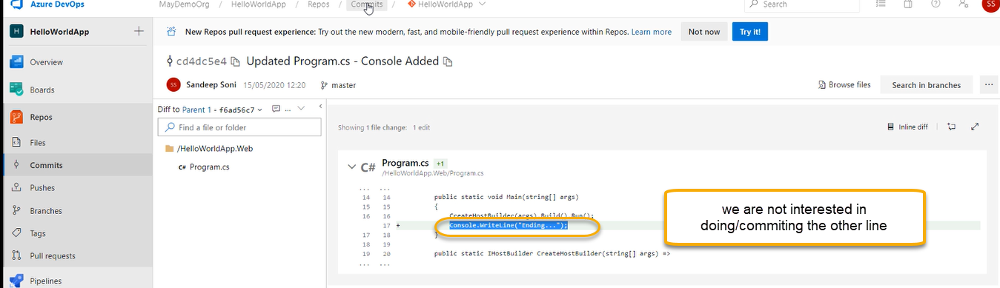 Azure DevOps MayDemoOrg / HelloWorldApp / Repos / Commits / HelloWorldApp Search SS
H HelloWorldApp
New Repos pull request experience: Try out the new modern, fast, and mobile-friendly pull request experience within Repos. Learn more Not now Try it!
Overview
Boards
Repos
Files
Commits
Pushes
Branches
Tags
Pull requests
Pipelines
cd4dc5e4 Updated Program.cs - Console Added
SS Sandeep Soni 15/05/2020 12:20 master Browse files Search in branches ...
Diff to Parent 1 - f6ad56c7 ...
Find a file or folder
/HelloWorldApp.Web
C# Program.cs
Showing 1 file change: 1 edit Inline diff
C# Program.cs +1
/HelloWorldApp.Web/Program.cs
... ...
14 14 public static void Main(string[] args)
15 15 {
16 16 CreateHostBuilder(args).Build().Run();
17 + Console.WriteLine("Ending...");
17 18 }
18 19
19 20 public static IHostBuilder CreateHostBuilder(string[] args) =>
... ...
we are not interested in
doing/commiting the other line